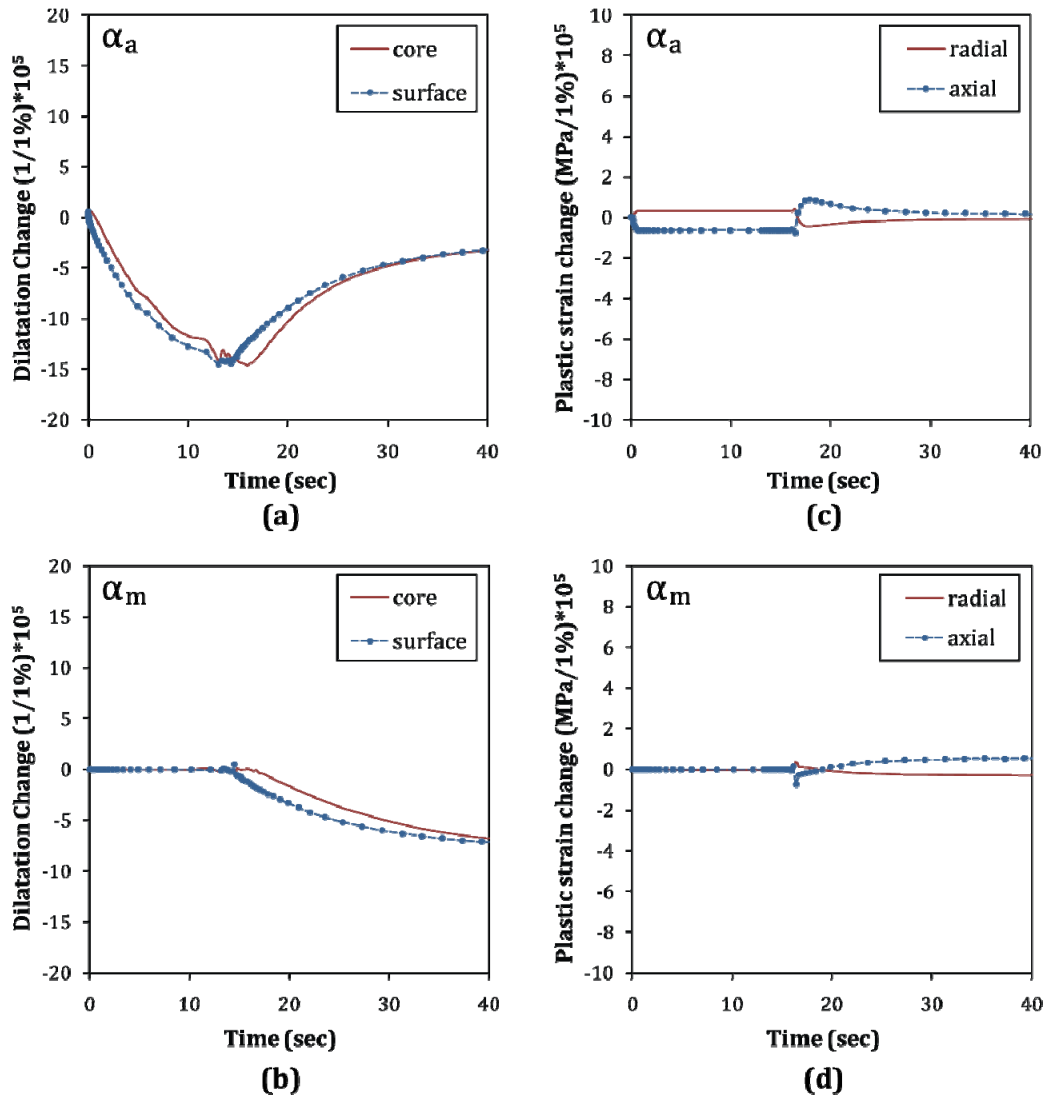 αa
core
surface
Dilatation Change (1/1%)*10⁵
20
15
10
5
0
-5
-10
-15
-20
0 10 20 30 40
Time (sec)
(a)
αa
radial
axial
Plastic strain change (MPa/1%)*10⁵
10
8
6
4
2
0
-2
-4
-6
-8
-10
0 10 20 30 40
Time (sec)
(c)
αm
core
surface
Dilatation Change (1/1%)*10⁵
20
15
10
5
0
-5
-10
-15
-20
0 10 20 30 40
Time (sec)
(b)
αm
radial
axial
Plastic strain change (MPa/1%)*10⁵
10
8
6
4
2
0
-2
-4
-6
-8
-10
0 10 20 30 40
Time (sec)
(d)